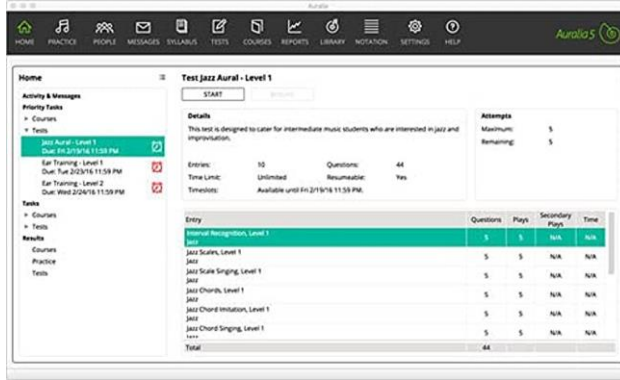 Auralia
HOME PRACTICE PEOPLE MESSAGES SYLLABUS TESTS COURSES REPORTS LIBRARY NOTATION SETTINGS HELP
Auralia 5
Home
Activity & Messages
Priority Tasks
Courses
Tests
Jazz Aural - Level 1
Due: Fri 2/19/16 11:59 PM
Ear Training - Level 1
Due: Tue 2/23/16 11:59 PM
Ear Training - Level 2
Due: Wed 2/24/16 11:59 PM
Tasks
Courses
Tests
Results
Courses
Practice
Tests
Test Jazz Aural - Level 1
START
Details
This test is designed to cater for intermediate music students who are interested in jazz and
improvisation.
Entries: 10 Questions: 44
Time Limit: Unlimited Resumeable: Yes
Timeslots: Available until Fri 2/19/16 11:59 PM.
Attempts
Maximum: 5
Remaining: 5
Entry Questions Plays Secondary Plays Time
Interval Recognition, Level 1
Jazz 5 5 N/A N/A
Jazz Scales, Level 1
Jazz 5 5 N/A N/A
Jazz Scale Singing, Level 1
Jazz 5 5 N/A N/A
Jazz Chords, Level 1
Jazz 5 5 N/A N/A
Jazz Chord Imitation, Level 1
Jazz 5 5 N/A N/A
Jazz Chord Singing, Level 1
5 5 N/A N/A
Total 44